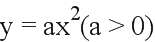 y = ax²(a > 0)